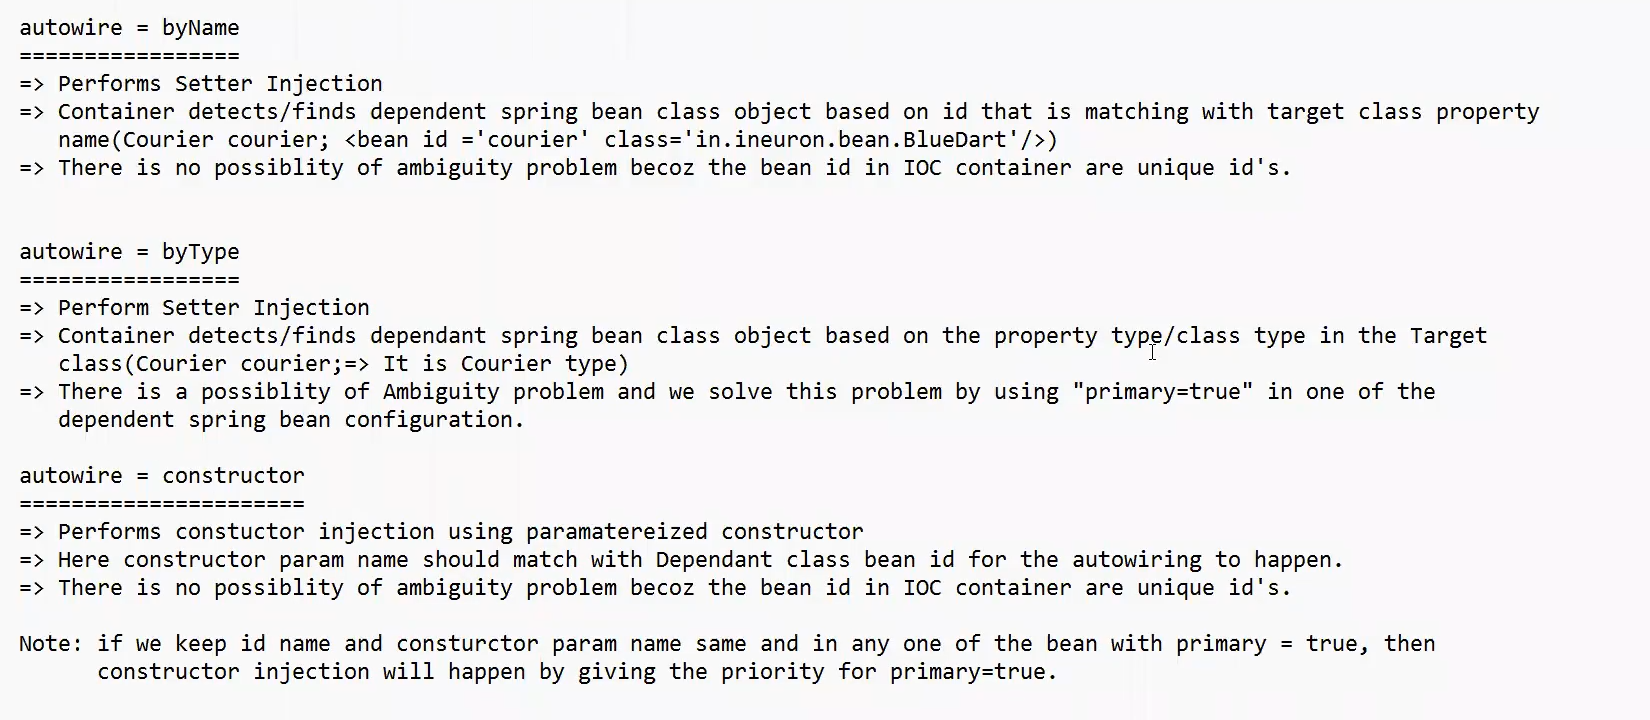 autowire = byName
=================
=> Performs Setter Injection
=> Container detects/finds dependent spring bean class object based on id that is matching with target class property
name(Courier courier; <bean id ='courier' class='in.ineuron.bean.BlueDart'/>)
=> There is no possiblity of ambiguity problem becoz the bean id in IOC container are unique id's.
autowire = byType
=================
=> Perform Setter Injection
=> Container detects/finds dependant spring bean class object based on the property type/class type in the Target
class(Courier courier;=> It is Courier type)
=> There is a possiblity of Ambiguity problem and we solve this problem by using "primary=true" in one of the
dependent spring bean configuration.
autowire = constructor
======================
=> Performs constuctor injection using paramatereized constructor
=> Here constructor param name should match with Dependant class bean id for the autowiring to happen.
=> There is no possiblity of ambiguity problem becoz the bean id in IOC container are unique id's.
Note: if we keep id name and consturctor param name same and in any one of the bean with primary = true, then
constructor injection will happen by giving the priority for primary=true.